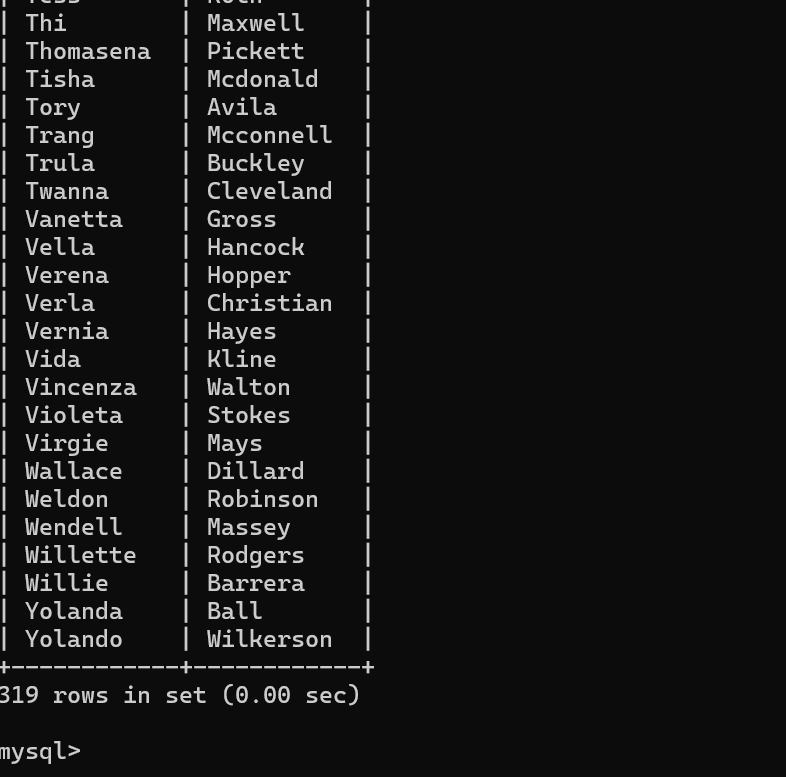 | Thi        | Maxwell    |
| Thomasena  | Pickett    |
| Tisha      | Mcdonald   |
| Tory       | Avila      |
| Trang      | Mcconnell  |
| Trula      | Buckley    |
| Twanna     | Cleveland  |
| Vanetta    | Gross      |
| Vella      | Hancock    |
| Verena     | Hopper     |
| Verla      | Christian  |
| Vernia     | Hayes      |
| Vida       | Kline      |
| Vincenza   | Walton     |
| Violeta    | Stokes     |
| Virgie     | Mays       |
| Wallace    | Dillard    |
| Weldon     | Robinson   |
| Wendell    | Massey     |
| Willette   | Rodgers    |
| Willie     | Barrera    |
| Yolanda    | Ball       |
| Yolando    | Wilkerson  |
+------------+------------+
319 rows in set (0.00 sec)
mysql>